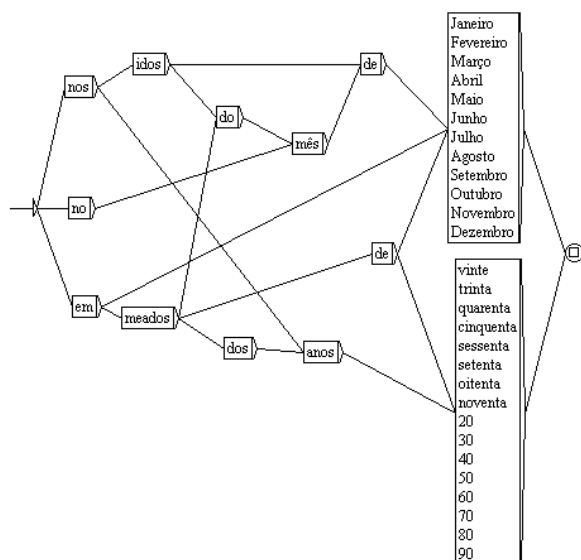 idos
de
nos
do
mês
no
de
em
meados
dos
anos
Janeiro
Fevereiro
Março
Abril
Maio
Junho
Julho
Agosto
Setembro
Outubro
Novembro
Dezembro
vinte
trinta
quarenta
cinquenta
sessenta
setenta
oitenta
noventa
20
30
40
50
60
70
80
90